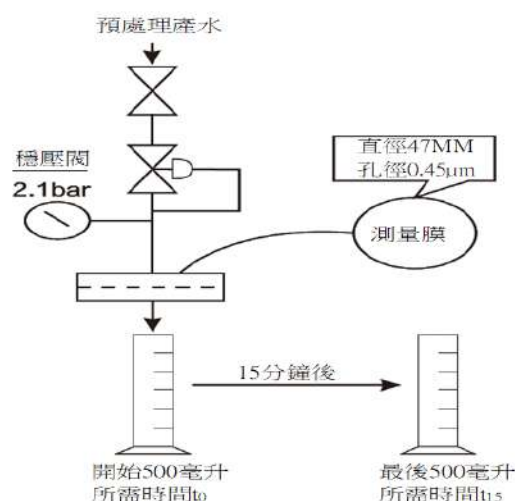 預處理產水
穩壓閥
2.1bar
直徑47MM
孔徑0.45μm
測量膜
15分鐘後
開始500毫升
所需時間t0
最後500毫升
所需時間t15